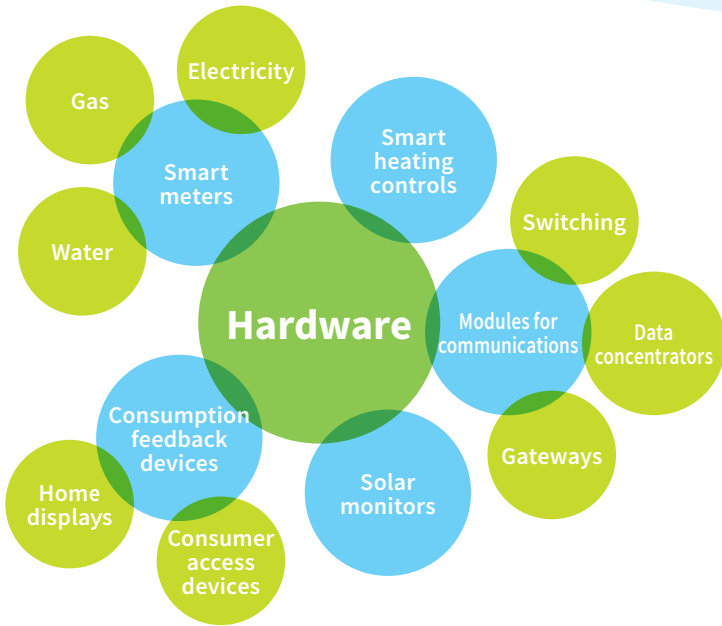 Electricity
Gas
Smart
heating
controls
Smart
meters
Switching
Water
Hardware
Modules for
communications
Data
concentrators
Consumption
feedback
devices
Gateways
Solar
monitors
Home
displays
Consumer
access
devices